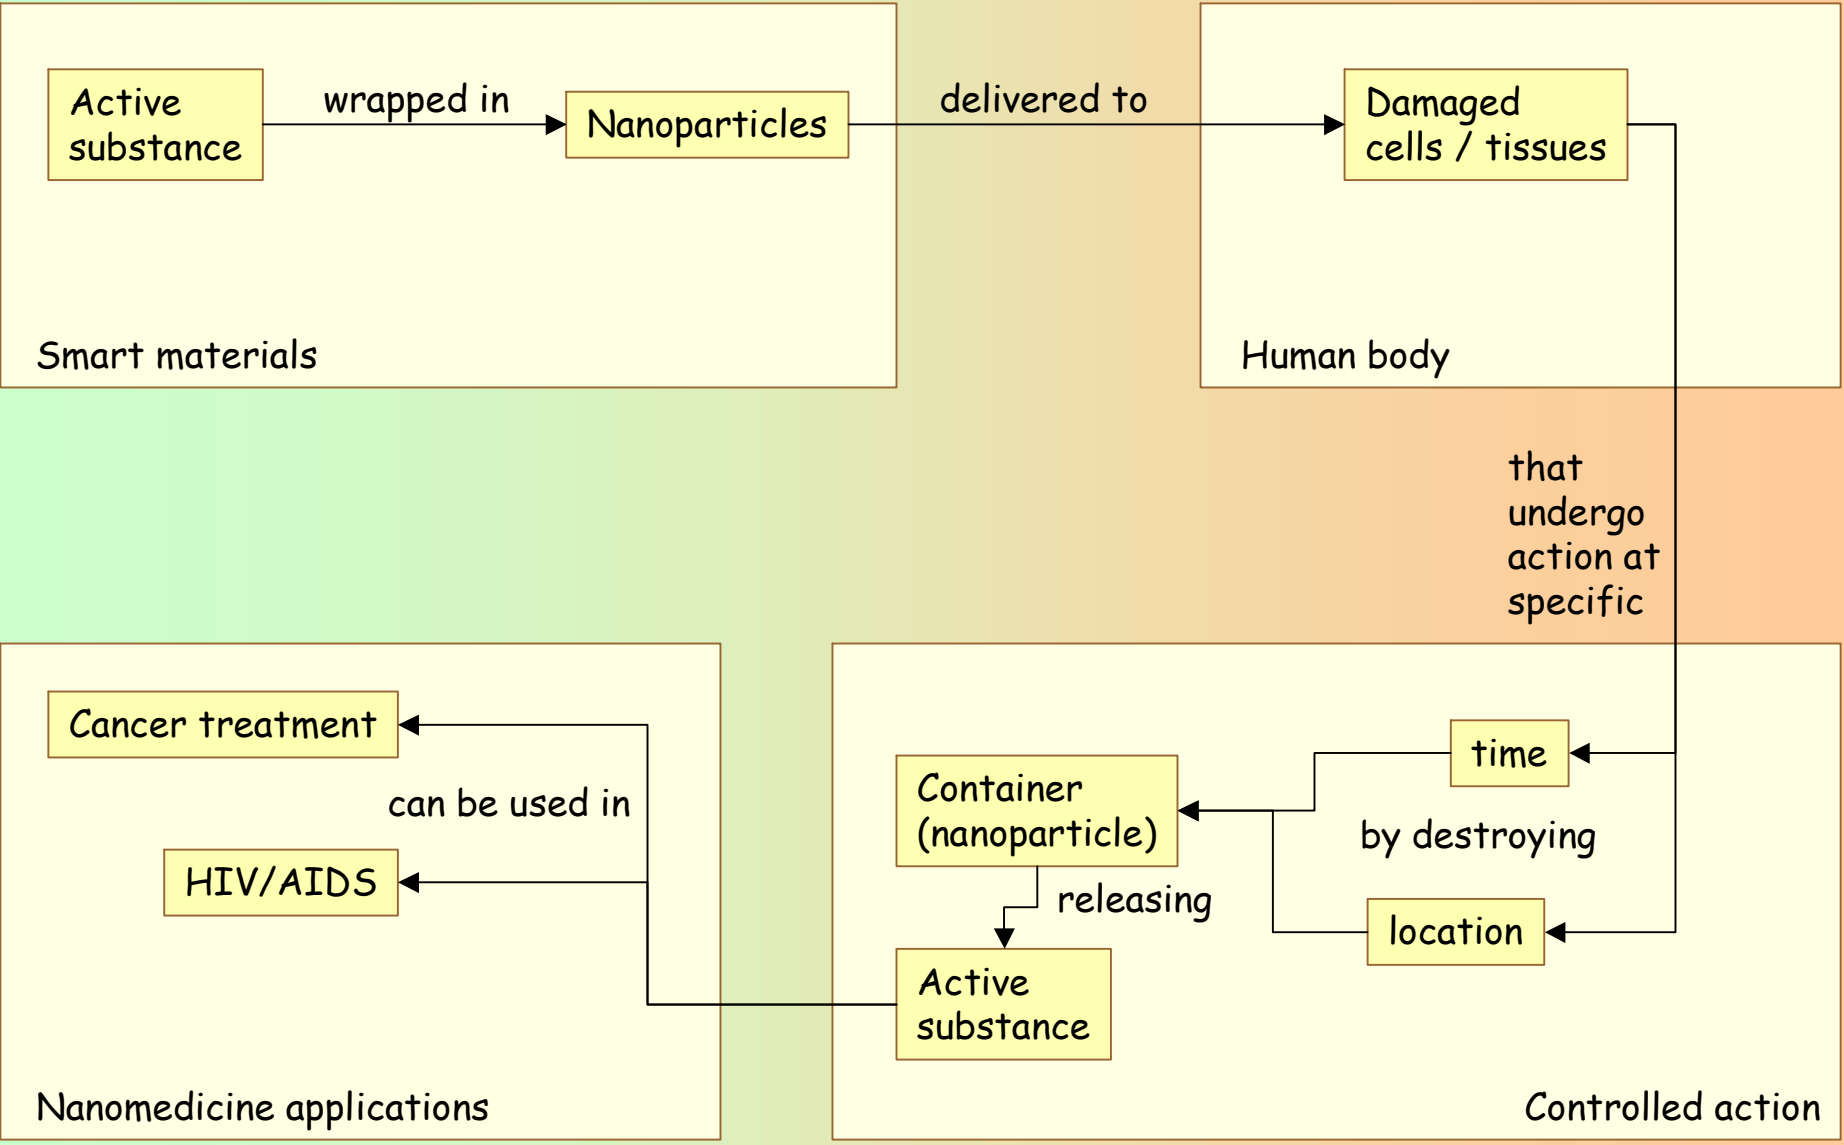 Active
substance
wrapped in
Nanoparticles
delivered to
Damaged
cells / tissues
Smart materials
Human body
that
undergo
action at
specific
Cancer treatment
can be used in
HIV/AIDS
Container
(nanoparticle)
time
by destroying
releasing
location
Active
substance
Nanomedicine applications
Controlled action